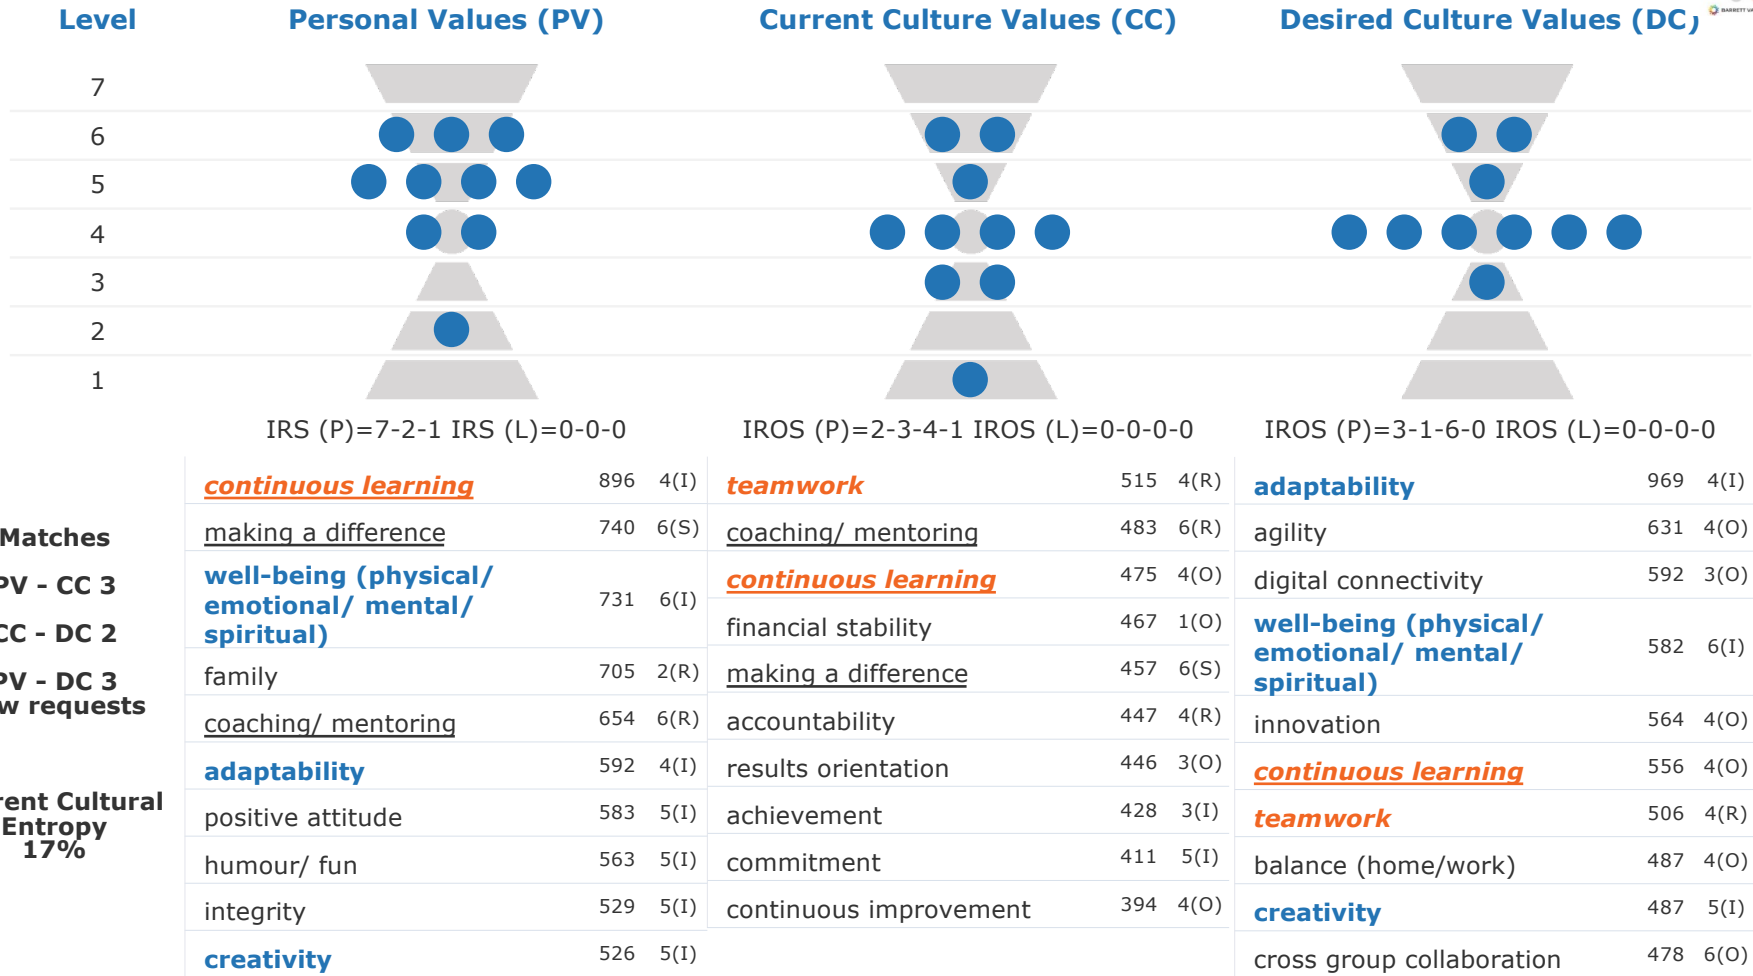 Level Personal Values (PV) Current Culture Values (CC) Desired Culture Values (DC)
7
6
5
4
3
2
1
IRS (P)=7-2-1 IRS (L)=0-0-0 IROS (P)=2-3-4-1 IROS (L)=0-0-0-0 IROS (P)=3-1-6-0 IROS (L)=0-0-0-0
Matches
PV - CC 3
CC - DC 2
PV - DC 3
w requests
rent Cultural
Entropy
17%
continuous learning 896 4(I)
making a difference 740 6(S)
well-being (physical/
emotional/ mental/
spiritual) 731 6(I)
family 705 2(R)
coaching/ mentoring 654 6(R)
adaptability 592 4(I)
positive attitude 583 5(I)
humour/ fun 563 5(I)
integrity 529 5(I)
creativity 526 5(I)
teamwork 515 4(R)
coaching/ mentoring 483 6(R)
continuous learning 475 4(O)
financial stability 467 1(O)
making a difference 457 6(S)
accountability 447 4(R)
results orientation 446 3(O)
achievement 428 3(I)
commitment 411 5(I)
continuous improvement 394 4(O)
adaptability 969 4(I)
agility 631 4(O)
digital connectivity 592 3(O)
well-being (physical/
emotional/ mental/
spiritual) 582 6(I)
innovation 564 4(O)
continuous learning 556 4(O)
teamwork 506 4(R)
balance (home/work) 487 4(O)
creativity 487 5(I)
cross group collaboration 478 6(O)